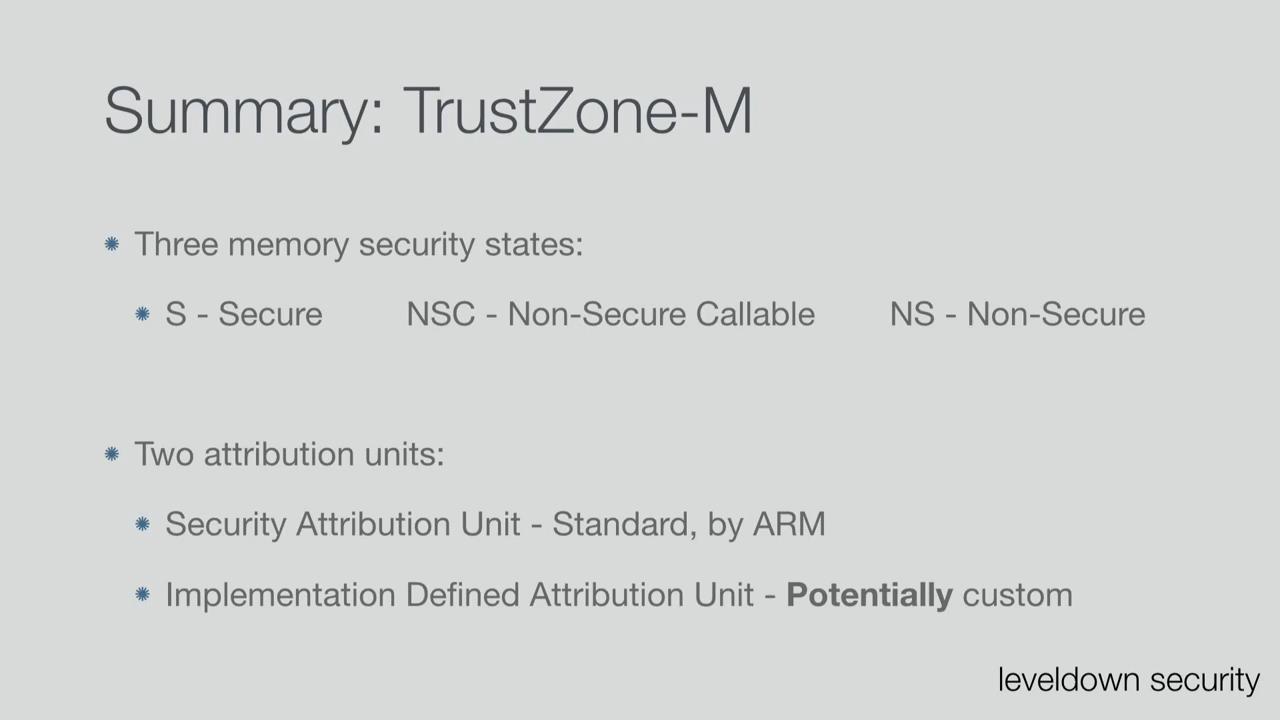 Summary: TrustZone-M
Three memory security states:
S - Secure NSC - Non-Secure Callable NS - Non-Secure
Two attribution units:
Security Attribution Unit - Standard, by ARM
Implementation Defined Attribution Unit - Potentially custom
leveldown security